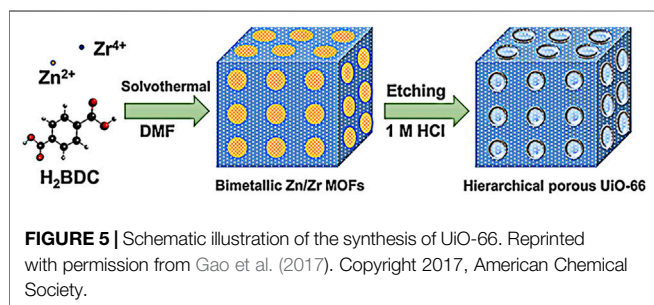 Zr4+
Zn2+
H2BDC
Solvothermal
DMF
Bimetallic Zn/Zr MOFs
Etching
1 M HCl
Hierarchical porous UiO-66
FIGURE 5 | Schematic illustration of the synthesis of UiO-66. Reprinted
with permission from Gao et al. (2017). Copyright 2017, American Chemical
Society.